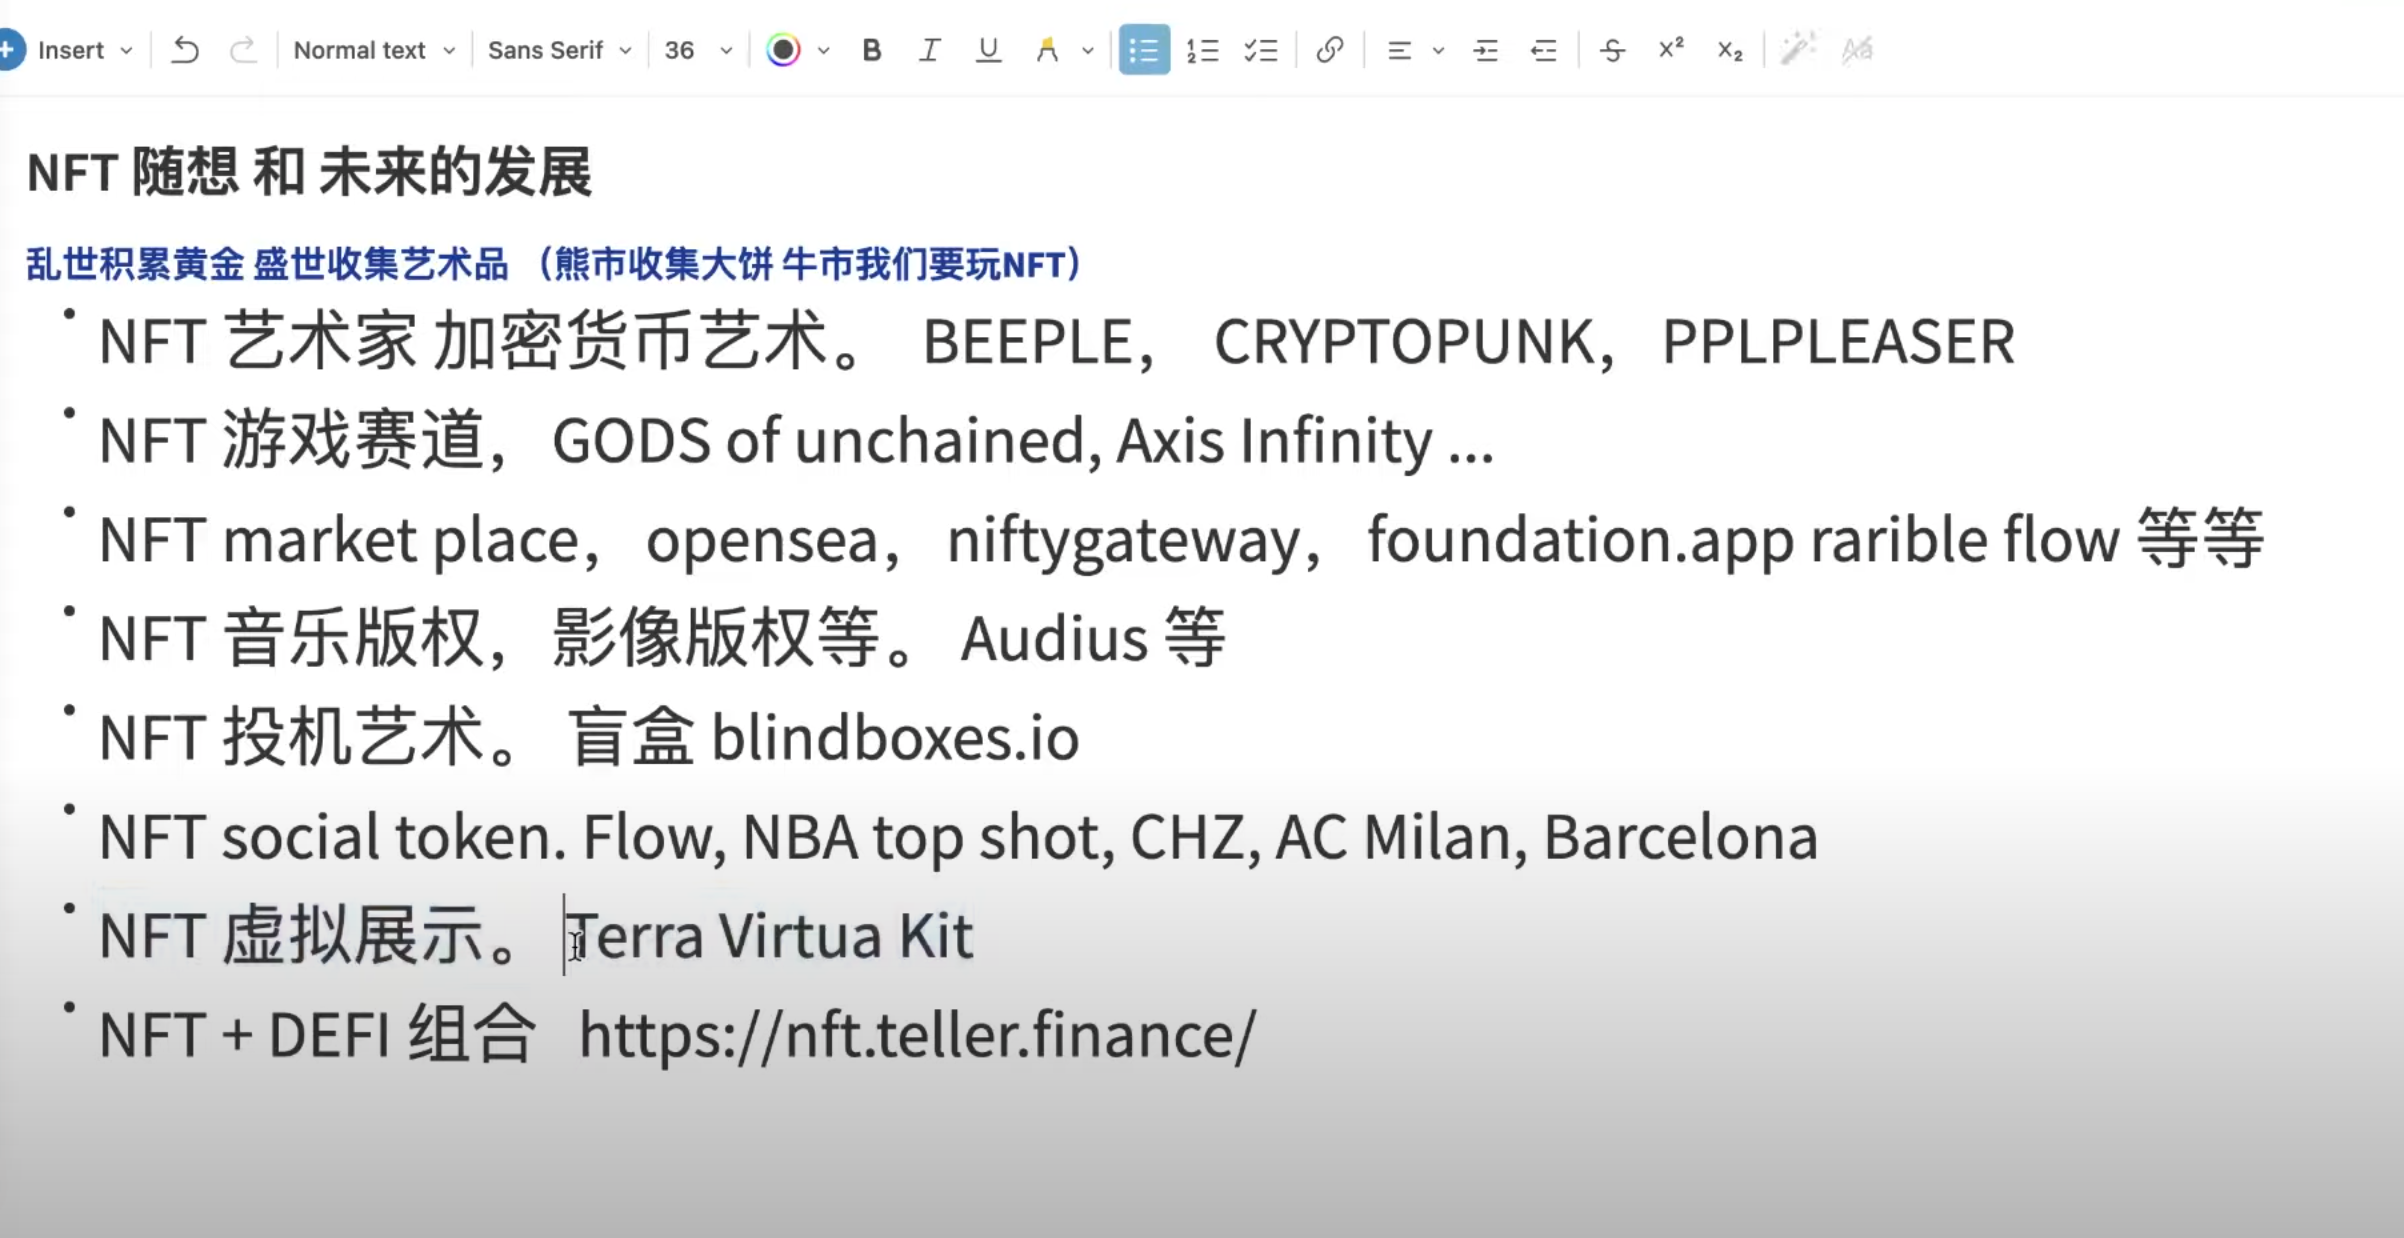 Insert Normal text Sans Serif 36 B I U A X² X₂ Aa
NFT 随想 和 未来的发展
乱世积累黄金 盛世收集艺术品 （熊市收集大饼 牛市我们要玩NFT）
NFT 艺术家 加密货币艺术。 BEEPLE， CRYPTOPUNK， PPLPLEASER
NFT 游戏赛道， GODS of unchained, Axis Infinity ...
NFT market place， opensea， niftygateway， foundation.app rarible flow 等等
NFT 音乐版权， 影像版权等。 Audius 等
NFT 投机艺术。 盲盒 blindboxes.io
NFT social token. Flow, NBA top shot, CHZ, AC Milan, Barcelona
NFT 虚拟展示。 Terra Virtua Kit
NFT + DEFI 组合 https://nft.teller.finance/